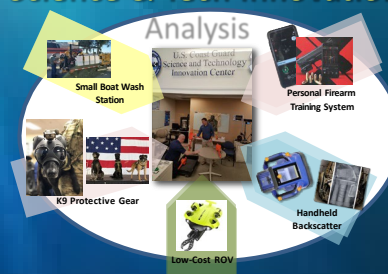 Analysis
U.S. Coast Guard
Science and Technology
Innovation Center
Small Boat Wash
Station
Personal Firearm
Training System
K9 Protective Gear
Handheld
Backscatter
Low-Cost ROV